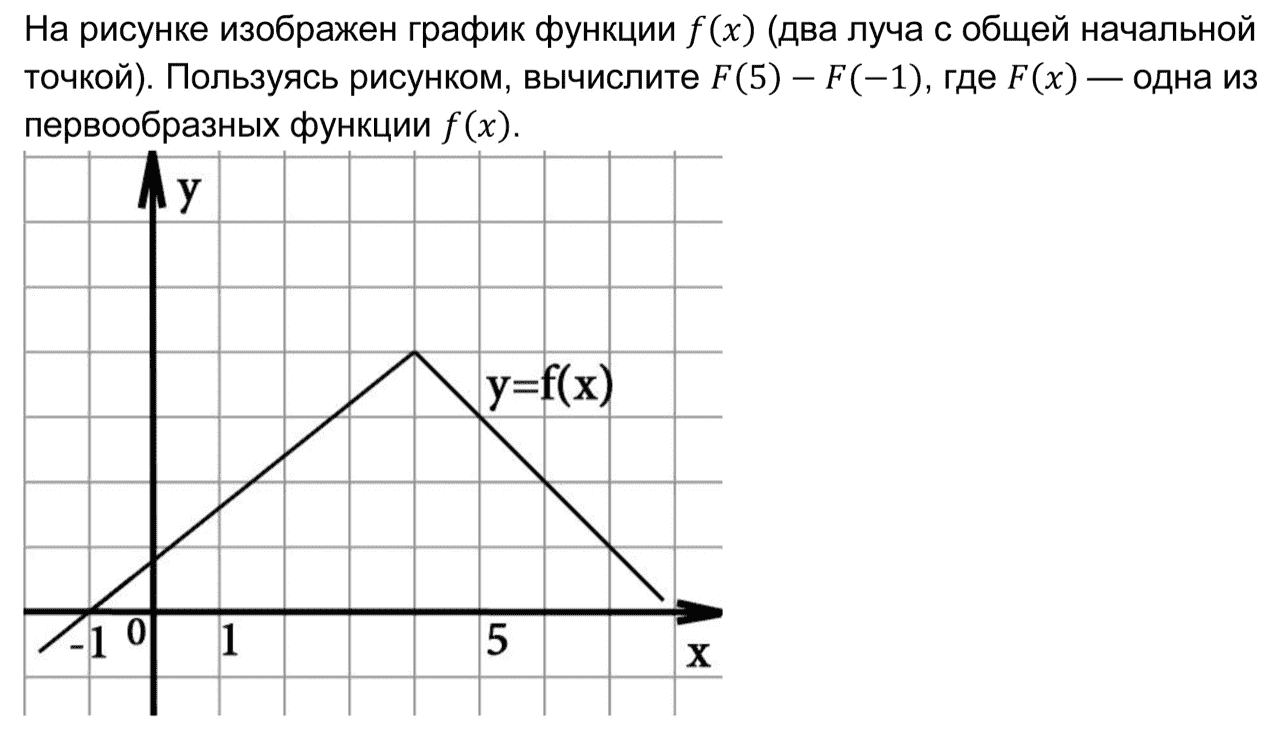 На рисунке изображен график функции f(x) (два луча с общей начальной
точкой). Пользуясь рисунком, вычислите F(5) − F(−1), где F(x) — одна из
первообразных функции f(x).
y
y=f(x)
-1 0 1 5
x